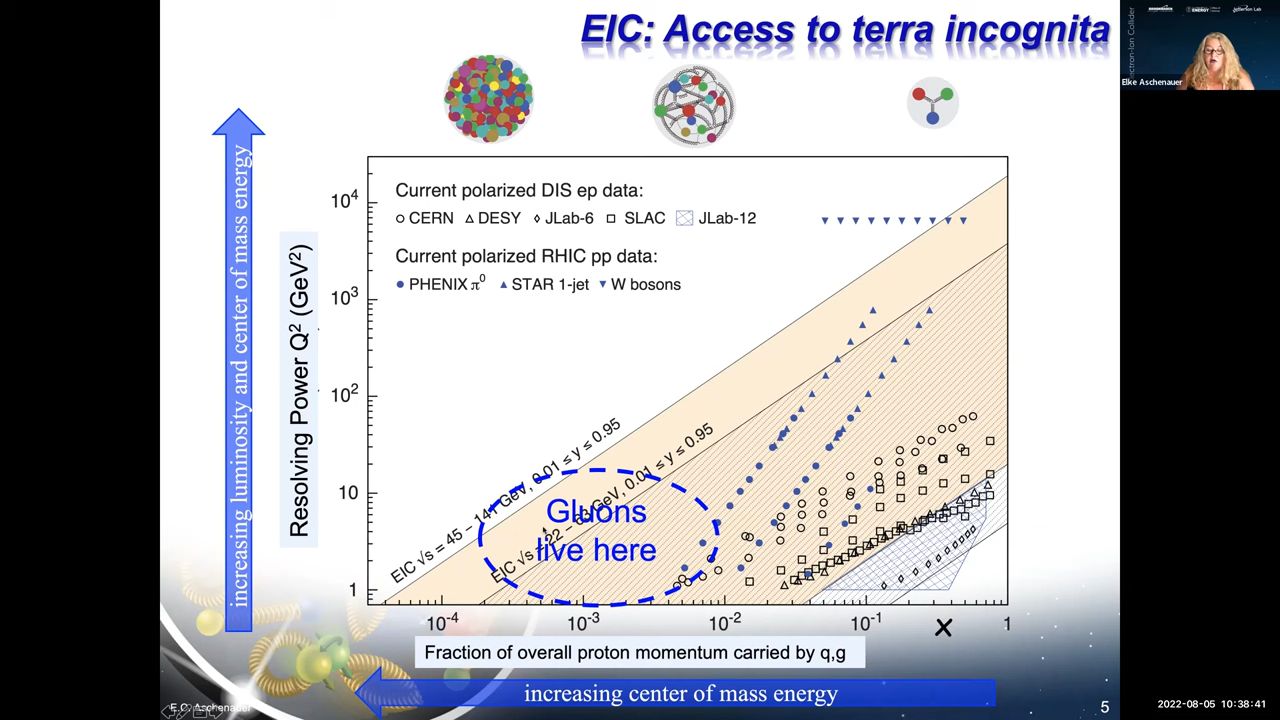 EIC: Access to terra incognita
Elke Aschenauer
increasing luminosity and center of mass energy
Resolving Power Q² (GeV²)
10⁴
10³
10²
10
1
Current polarized DIS ep data:
CERN DESY JLab-6 SLAC JLab-12
Current polarized RHIC pp data:
PHENIX π⁰ STAR 1-jet W bosons
EIC √s = 45 – 141 GeV, 0.01 ≤ y ≤ 0.95
EIC √s GeV, 0.01 ≤ y ≤ 0.95
Gluons
live here
10⁻⁴ 10⁻³ 10⁻² 10⁻¹ x 1
Fraction of overall proton momentum carried by q,g
increasing center of mass energy
E.C. Aschenauer
5
2022-08-05 10:38:41